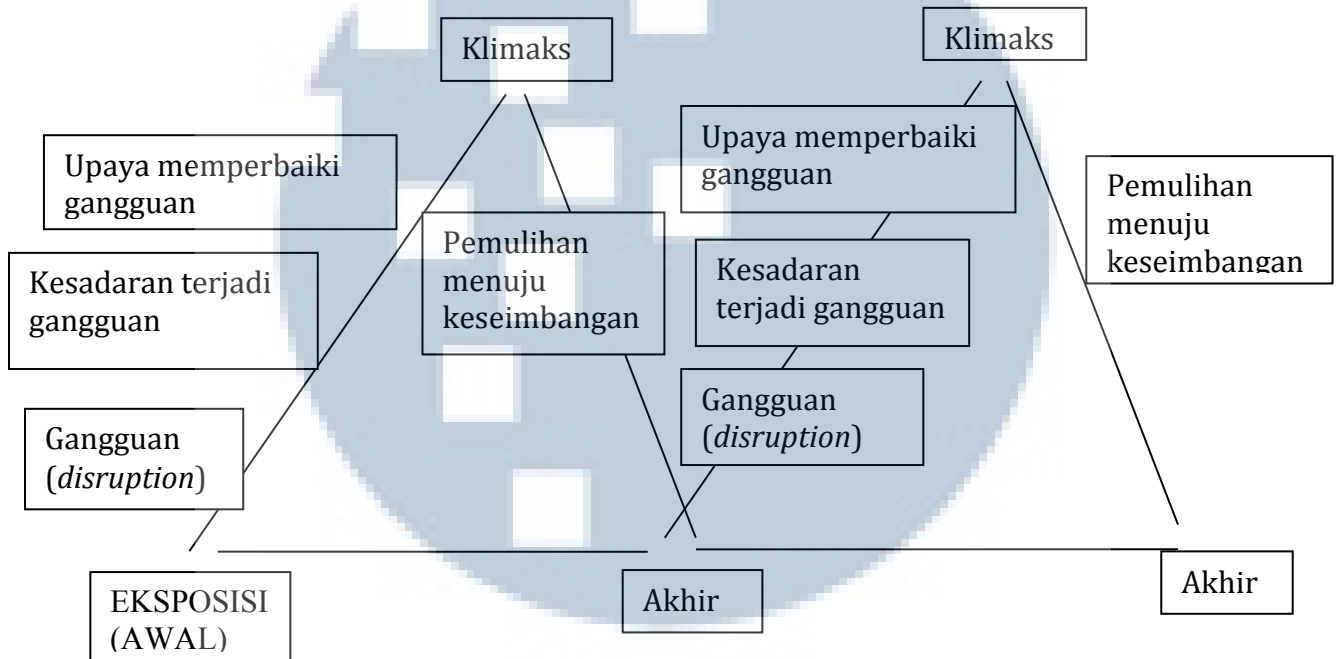 Klimaks
Upaya memperbaiki
gangguan
Kesadaran terjadi
gangguan
Gangguan
(disruption)
EKSPOSISI
(AWAL)
Pemulihan
menuju
keseimbangan
Akhir
Klimaks
Upaya memperbaiki
gangguan
Kesadaran
terjadi gangguan
Gangguan
(disruption)
Pemulihan
menuju
keseimbangan
Akhir